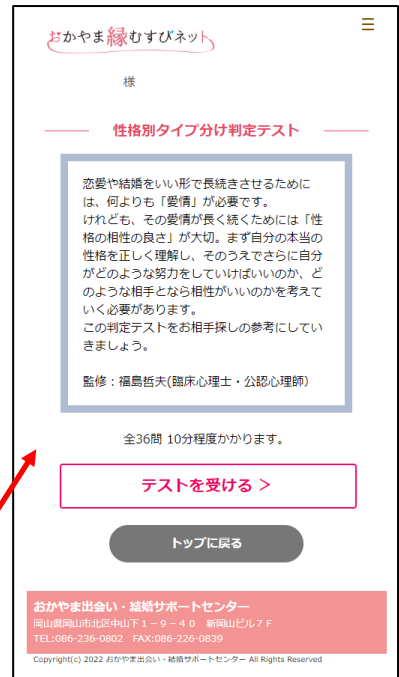 おかやま縁むすびネット
様
性格別タイプ分け判定テスト
恋愛や結婚をいい形で長続きさせるために
は、何よりも「愛情」が必要です。
けれども、その愛情が長く続くためには「性
格の相性の良さ」が大切。まず自分の本当の
性格を正しく理解し、そのうえでさらに自分
がどのような努力をしていけばいいのか、ど
のような相手となら相性がいいのかを考えて
いく必要があります。
この判定テストをお相手探しの参考にしてい
きましょう。
監修：福島哲夫(臨床心理士・公認心理師)
全36問 10分程度かかります。
テストを受ける >
トップに戻る
おかやま出会い・結婚サポートセンター
岡山県岡山市北区中山下１－９－４０　新岡山ビル７Ｆ
TEL:086-236-0802　FAX:086-226-0839
Copyright(c) 2022 おかやま出会い・結婚サポートセンター All Rights Reserved